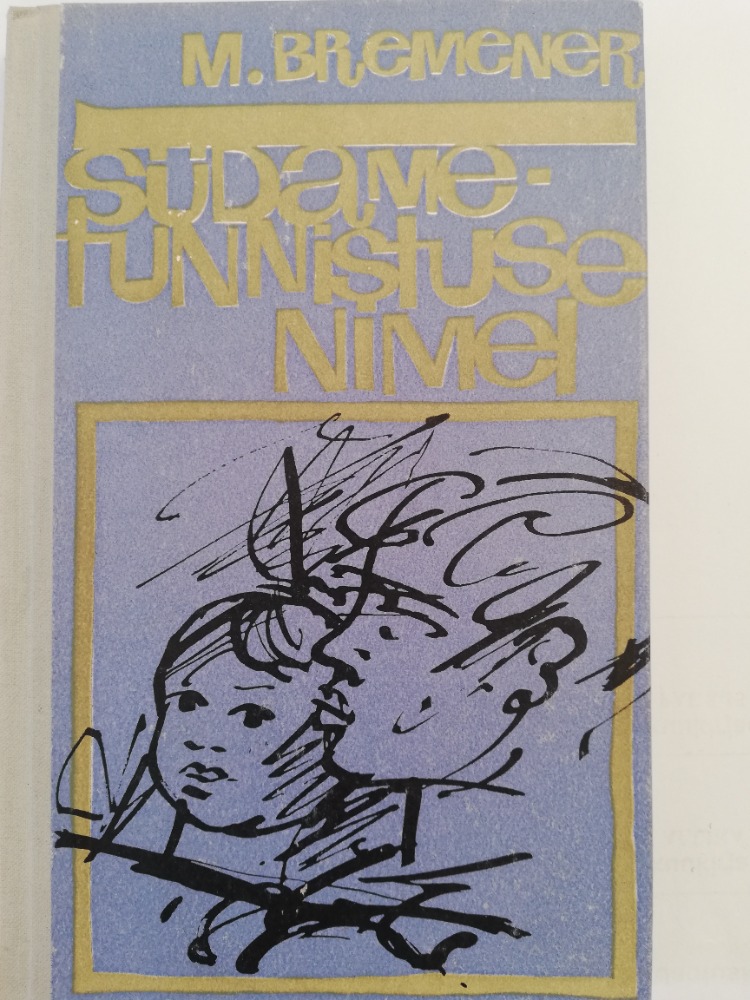 M. BReMeNeR
SÜDaMe-
tUNNiStUSe
NiMel